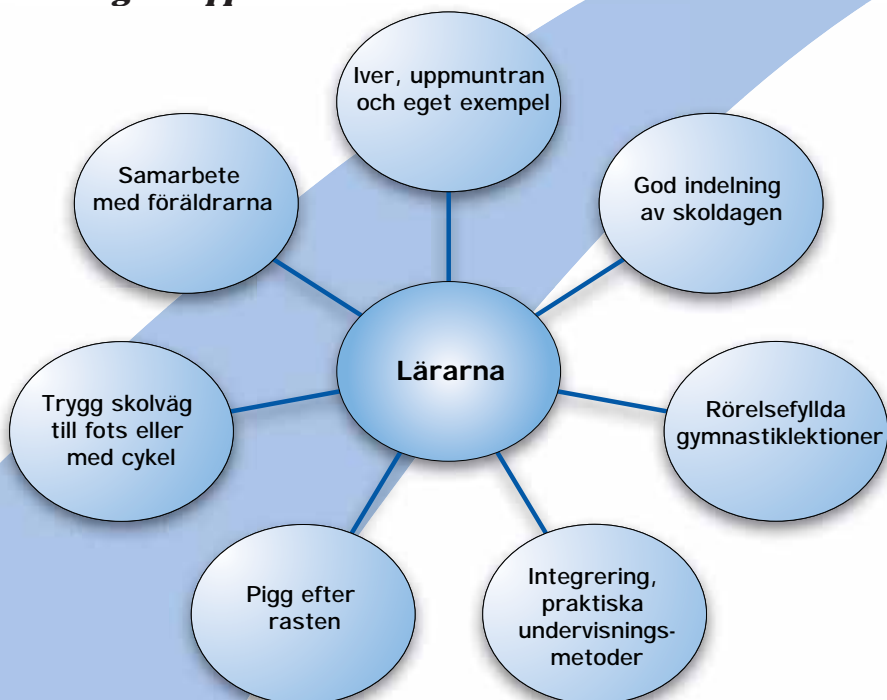 Iver, uppmuntran
och eget exempel
God indelning
av skoldagen
Rörelsefyllda
gymnastiklektioner
Integrering,
praktiska
undervisnings-
metoder
Pigg efter
rasten
Trygg skolväg
till fots eller
med cykel
Samarbete
med föräldrarna
Lärarna